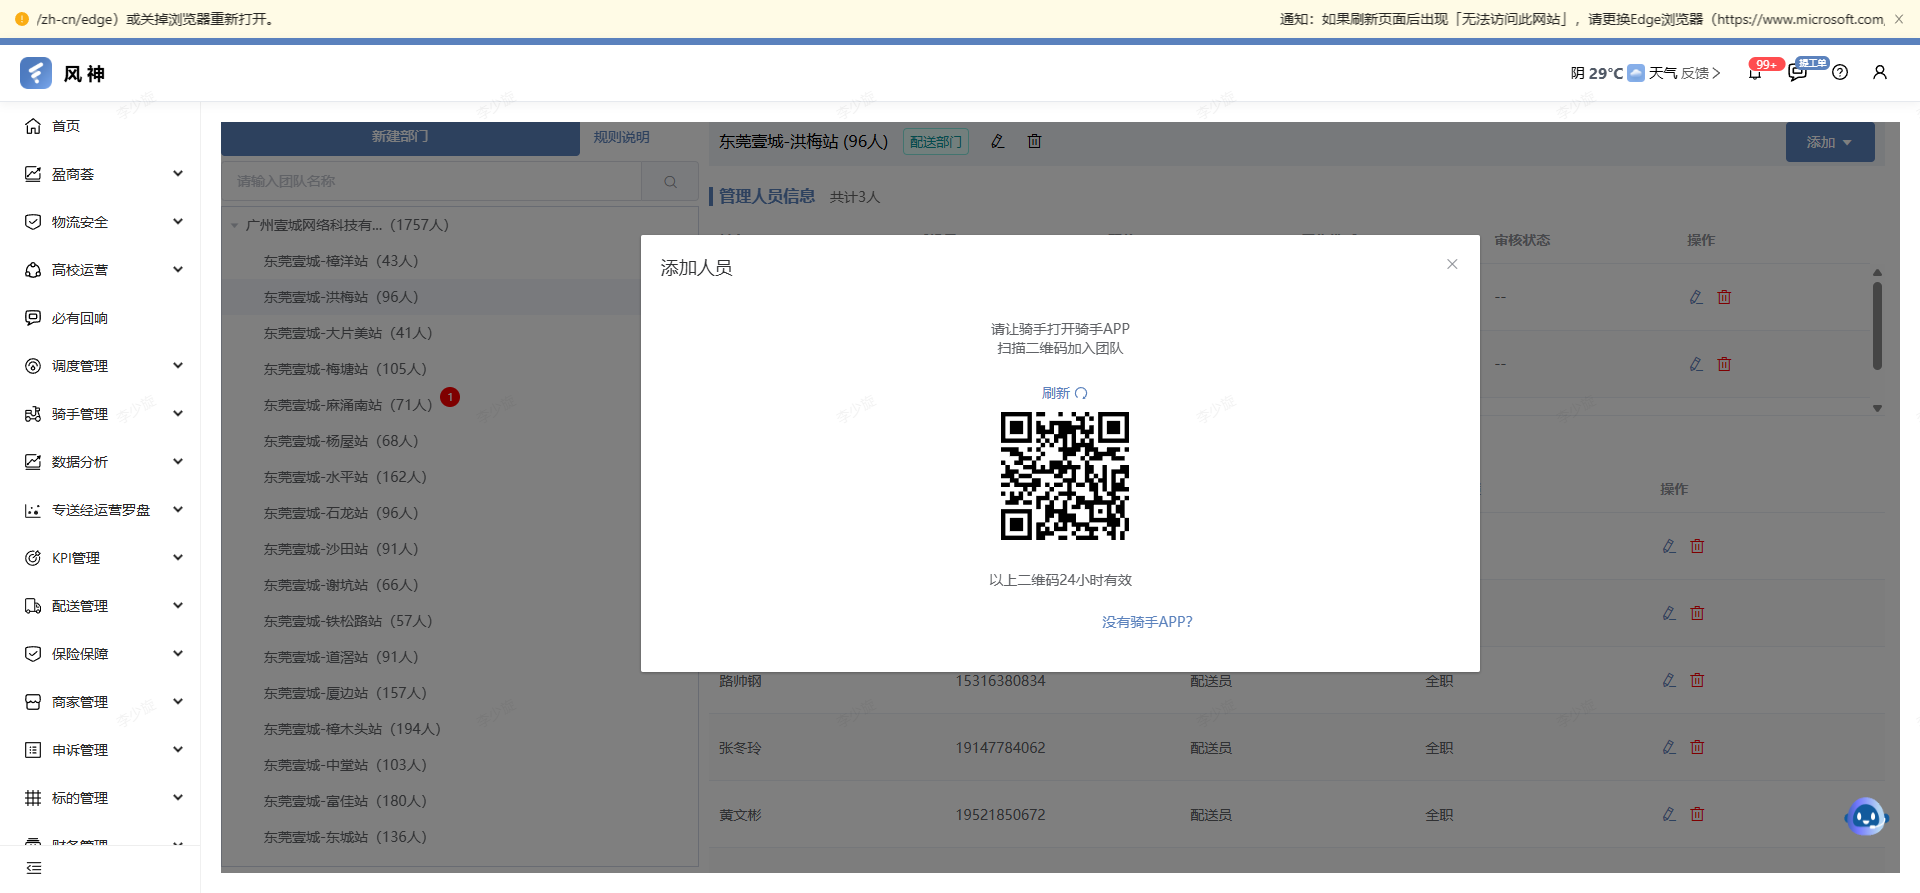 /zh-cn/edge）或关掉浏览器重新打开。
通知：如果刷新页面后出现「无法访问此网站」，请更换Edge浏览器（https://www.microsoft.com,
风神
阴 29°C 天气 反馈
99+
提工单
首页
盈商荟
物流安全
高校运营
必有回响
调度管理
骑手管理
数据分析
专送经运营罗盘
KPI管理
配送管理
保险保障
商家管理
申诉管理
标的管理
财务管理
新建部门
规则说明
请输入团队名称
广州壹城网络科技有...（1757人）
东莞壹城-樟洋站（43人）
东莞壹城-洪梅站（96人）
东莞壹城-大片美站（41人）
东莞壹城-梅塘站（105人）
东莞壹城-麻涌南站（71人）
1
东莞壹城-杨屋站（68人）
东莞壹城-水平站（162人）
东莞壹城-石龙站（96人）
东莞壹城-沙田站（91人）
东莞壹城-谢坑站（66人）
东莞壹城-铁松路站（57人）
东莞壹城-道滘站（91人）
东莞壹城-厦边站（157人）
东莞壹城-樟木头站（194人）
东莞壹城-中堂站（103人）
东莞壹城-富佳站（180人）
东莞壹城-东城站（136人）
东莞壹城-洪梅站 (96人)
配送部门
添加
管理人员信息 共计3人
审核状态 操作
--
--
操作
添加人员
请让骑手打开骑手APP
扫描二维码加入团队
刷新
以上二维码24小时有效
没有骑手APP?
路帅钢 15316380834 配送员 全职
张冬玲 19147784062 配送员 全职
黄文彬 19521850672 配送员 全职